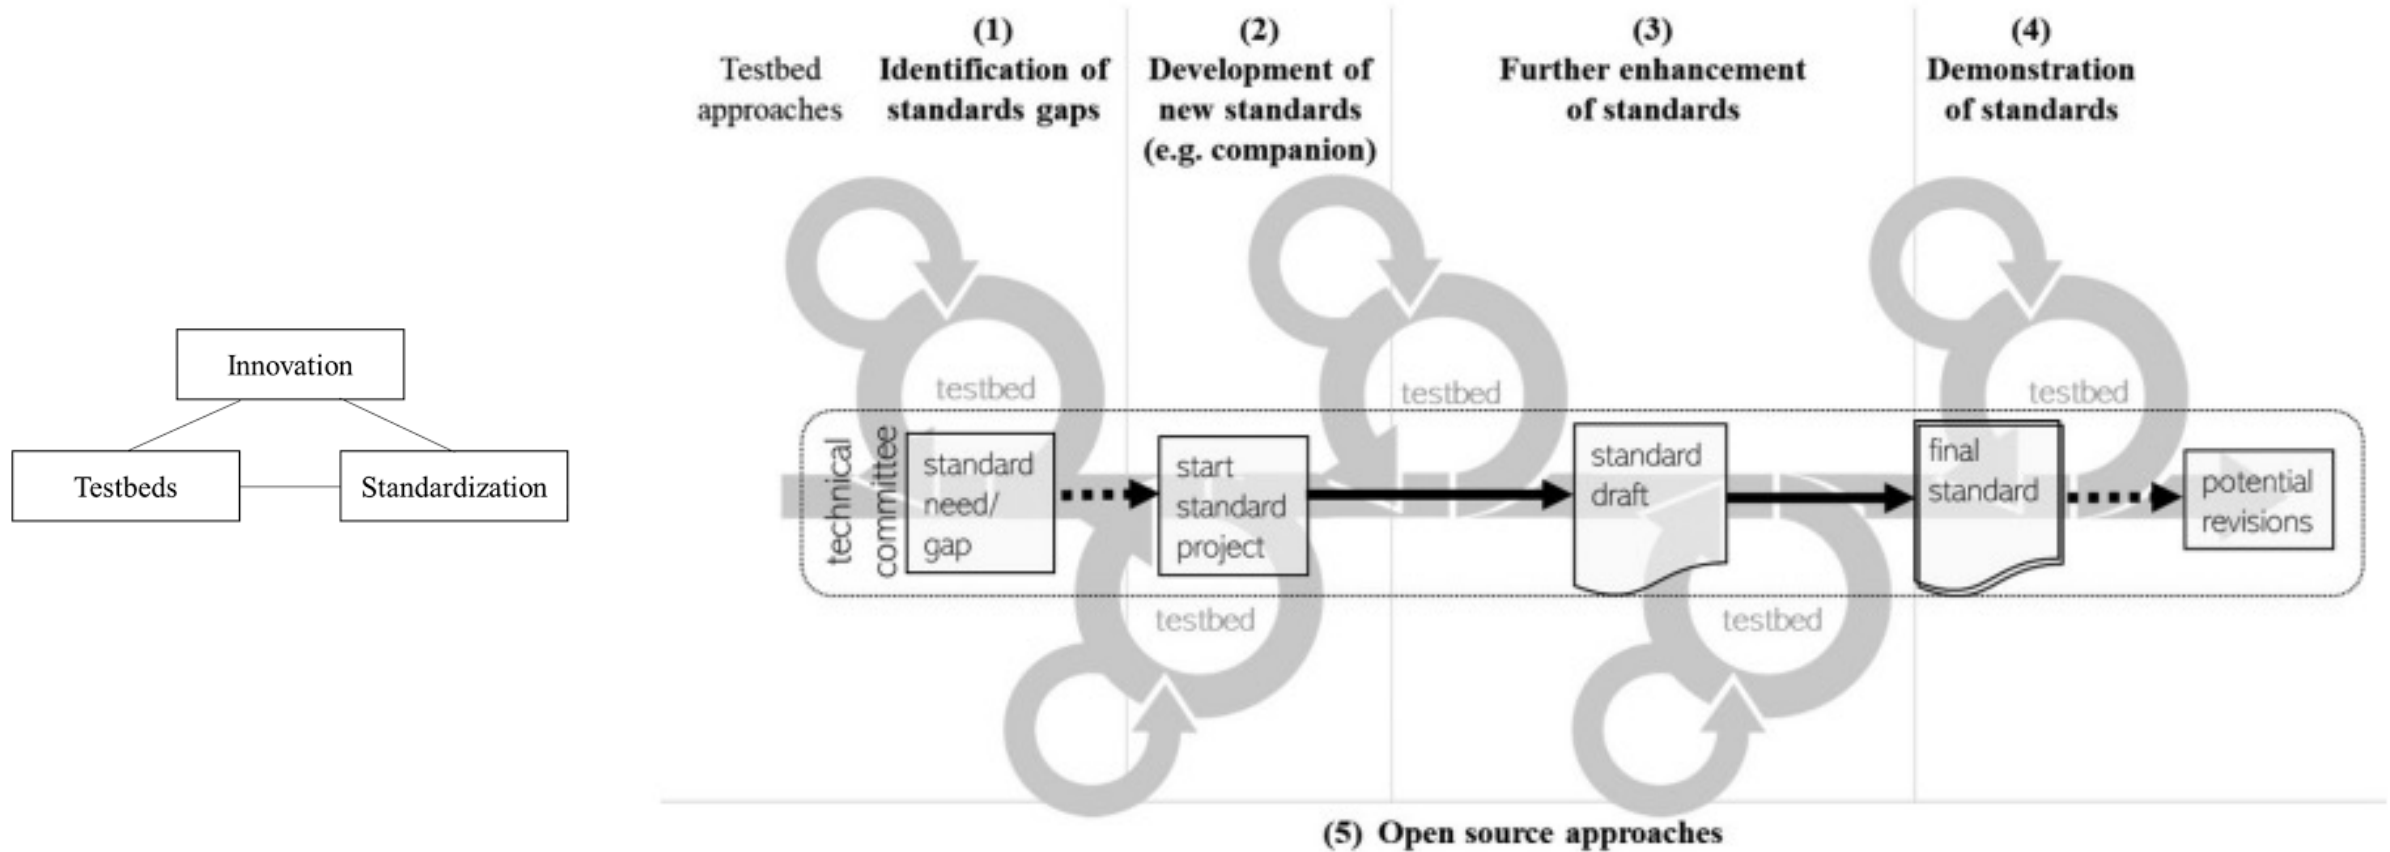 Innovation
Testbeds
Standardization
Testbed
approaches
(1)
Identification of
standards gaps
(2)
Development of
new standards
(e.g. companion)
(3)
Further enhancement
of standards
(4)
Demonstration
of standards
testbed
testbed
testbed
technical
committee
standard
need/
gap
start
standard
project
standard
draft
final
standard
potential
revisions
testbed
testbed
(5) Open source approaches